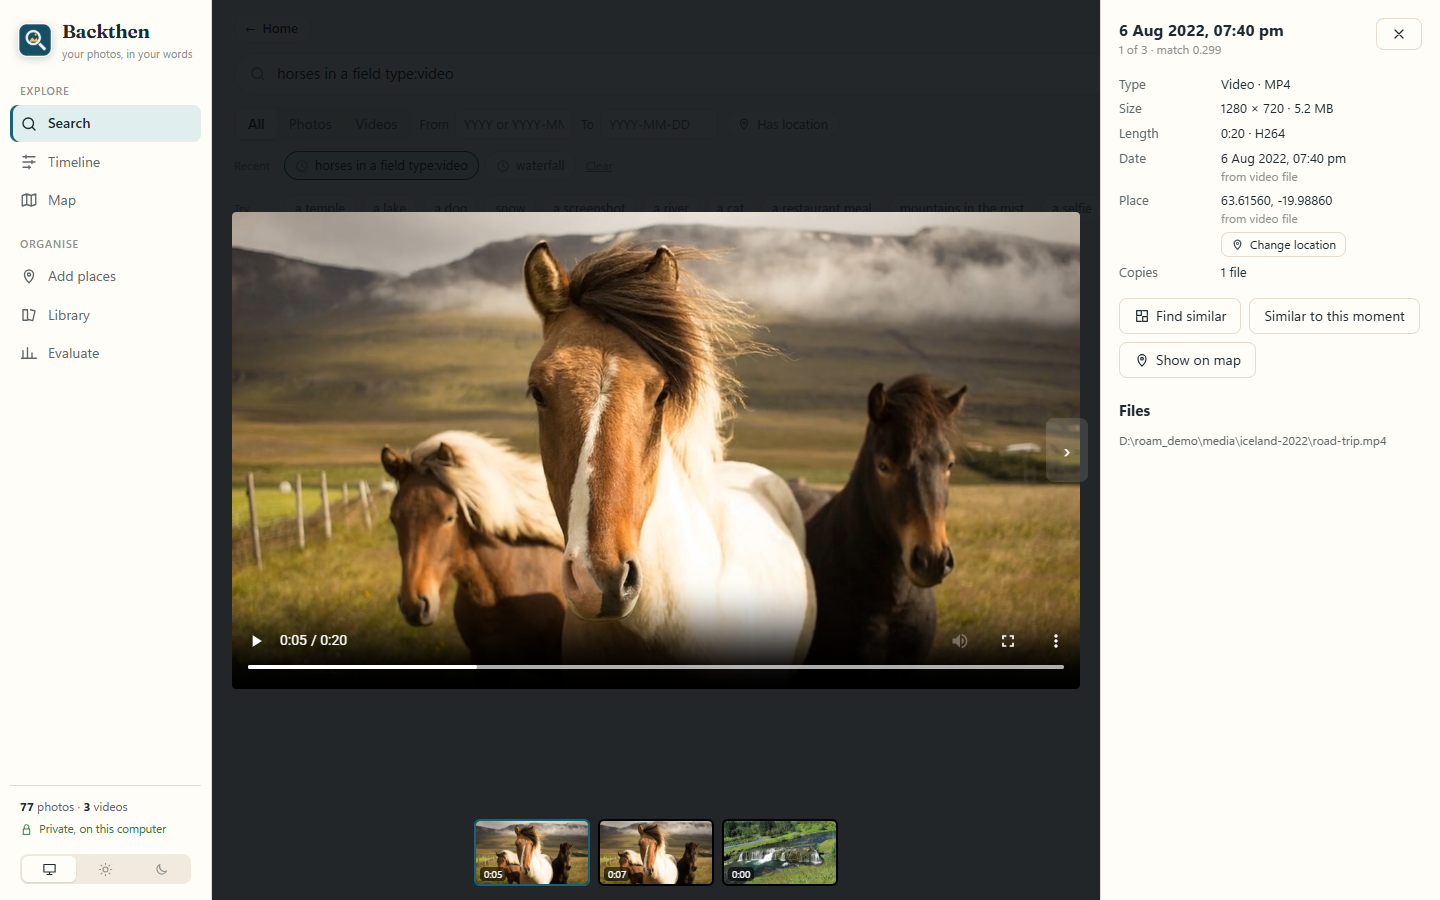 Backthen
your photos, in your words
EXPLORE
Search
Timeline
Map
ORGANISE
Add places
Library
Evaluate
77 photos · 3 videos
Private, on this computer
← Home
horses in a field type:video
All Photos Videos From YYYY or YYYY-MM To YYYY-MM-DD Has location
Recent horses in a field type:video waterfall Clear
Try a temple a lake a dog snow a screenshot a river a cat a restaurant meal mountains in the mist a selfie
0:05 / 0:20
0:05 0:07 0:00
6 Aug 2022, 07:40 pm
1 of 3 · match 0.299
Type Video · MP4
Size 1280 × 720 · 5.2 MB
Length 0:20 · H264
Date 6 Aug 2022, 07:40 pm
from video file
Place 63.61560, -19.98860
from video file
Change location
Copies 1 file
Find similar Similar to this moment
Show on map
Files
D:\roam_demo\media\iceland-2022\road-trip.mp4